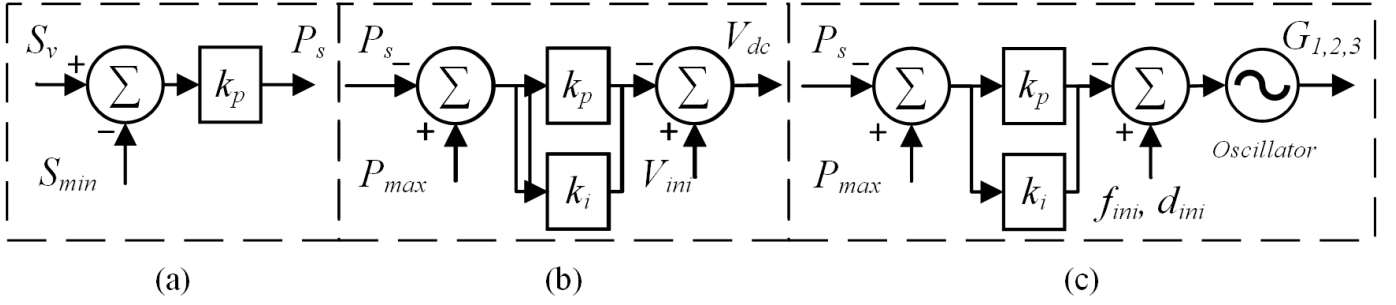 S_v + Σ − S_min k_p P_s
P_s − Σ + P_max k_p k_i − Σ + V_ini V_dc
P_s − Σ + P_max k_p k_i − Σ + f_ini, d_ini Oscillator G_1,2,3
(a) (b) (c)